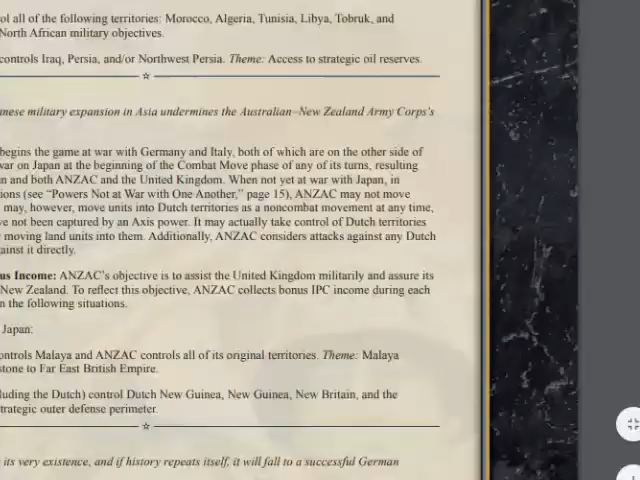 ol all of the following territories: Morocco, Algeria, Tunisia, Libya, Tobruk, and
North African military objectives.
controls Iraq, Persia, and/or Northwest Persia. Theme: Access to strategic oil reserves.
anese military expansion in Asia undermines the Australian–New Zealand Army Corps's
begins the game at war with Germany and Italy, both of which are on the other side of
var on Japan at the beginning of the Combat Move phase of any of its turns, resulting
n and both ANZAC and the United Kingdom. When not yet at war with Japan, in
ions (see “Powers Not at War with One Another,” page 15), ANZAC may not move
may, however, move units into Dutch territories as a noncombat movement at any time,
ve not been captured by an Axis power. It may actually take control of Dutch territories
moving land units into them. Additionally, ANZAC considers attacks against any Dutch
ainst it directly.
us Income: ANZAC's objective is to assist the United Kingdom militarily and assure its
New Zealand. To reflect this objective, ANZAC collects bonus IPC income during each
n the following situations.
Japan:
ontrols Malaya and ANZAC controls all of its original territories. Theme: Malaya
stone to Far East British Empire.
luding the Dutch) control Dutch New Guinea, New Guinea, New Britain, and the
trategic outer defense perimeter.
its very existence, and if history repeats itself, it will fall to a successful German